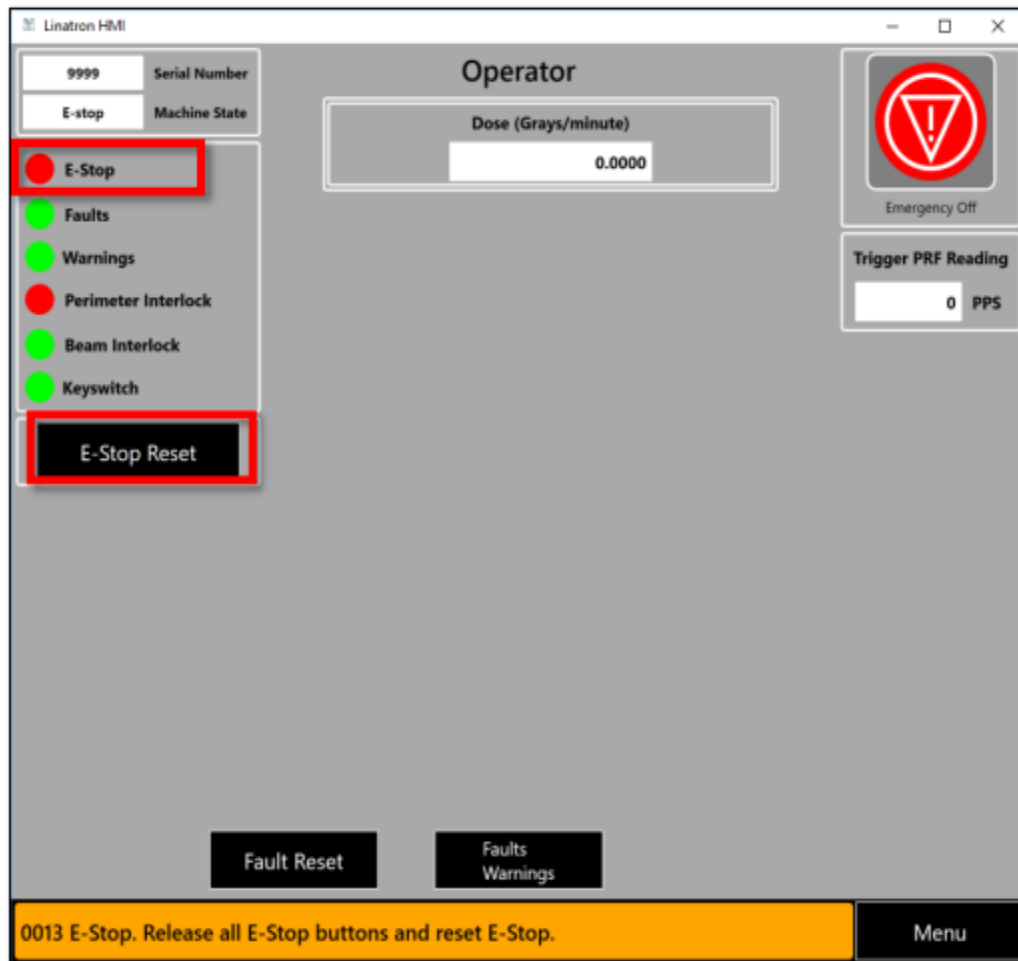 Linatron HMI
9999 Serial Number
E-stop Machine State
E-Stop
Faults
Warnings
Perimeter Interlock
Beam Interlock
Keyswitch
E-Stop Reset
Operator
Dose (Grays/minute)
0.0000
Emergency Off
Trigger PRF Reading
0 PPS
Fault Reset
Faults
Warnings
0013 E-Stop. Release all E-Stop buttons and reset E-Stop.
Menu